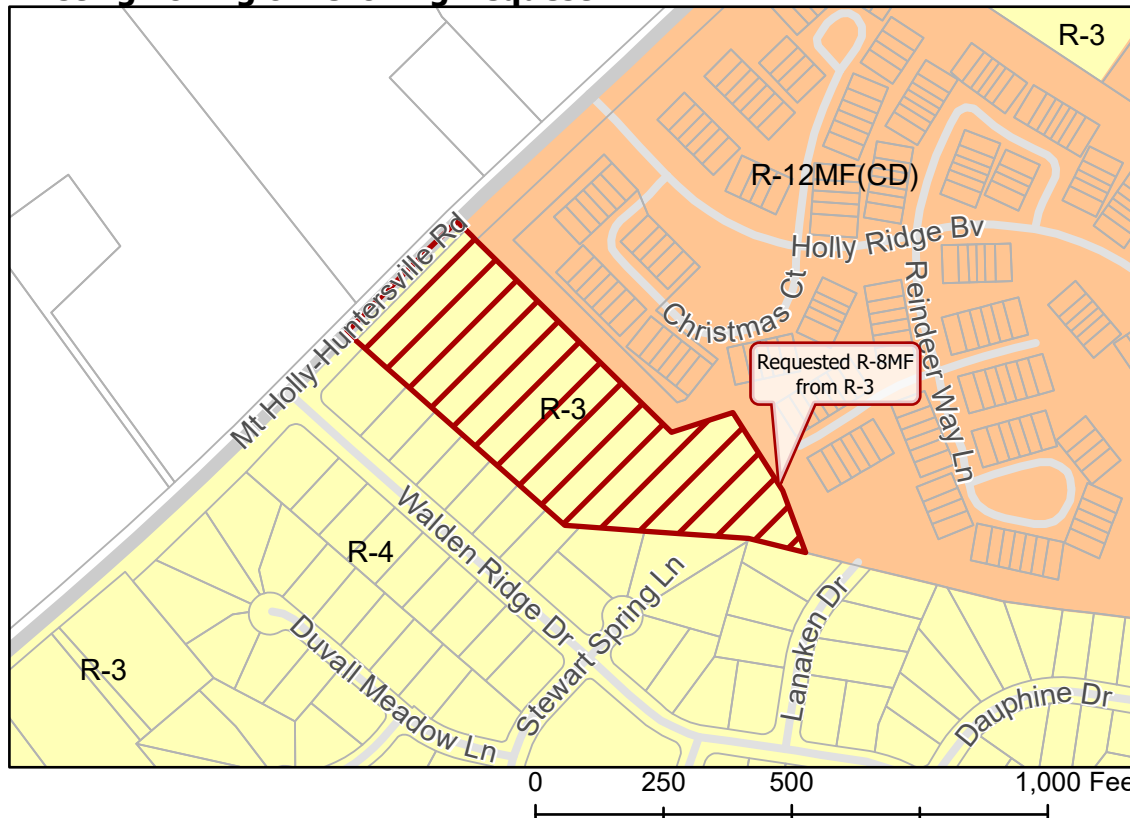 R-3
R-12MF(CD)
Holly Ridge Bv
Mt Holly-Huntersville Rd
Christmas Ct
Reindeer Way Ln
Requested R-8MF
from R-3
R-3
Walden Ridge Dr
R-4
Stewart Spring Ln
Lanaken Dr
Duvall Meadow Ln
R-3
Dauphine Dr
0 250 500 1,000 Fee